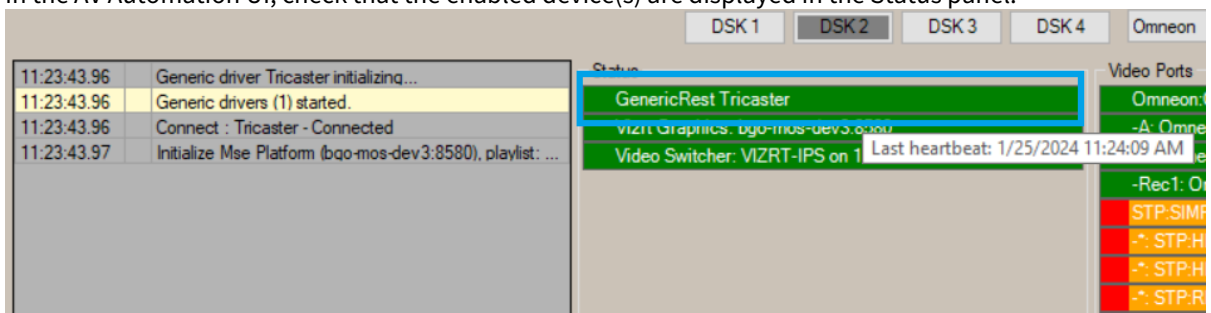 In the AV Automation UI, check that the enabled device(s) are displayed in the Status panel.
DSK 1 DSK 2 DSK 3 DSK 4 Omneon
Status Video Ports
11:23:43.96 Generic driver Tricaster initializing...
11:23:43.96 Generic drivers (1) started.
11:23:43.96 Connect : Tricaster - Connected
11:23:43.97 Initialize Mse Platform (bgo-mos-dev3:8580), playlist: ...
GenericRest Tricaster
Vizrt Graphics: bgo-mos-dev3:8580
Video Switcher: VIZRT-IPS on 1
Last heartbeat: 1/25/2024 11:24:09 AM
Omneon:
-A: Omne
-Rec1:
STP:SIM
-*: STP:H
-*: STP:H
-*: STP:R